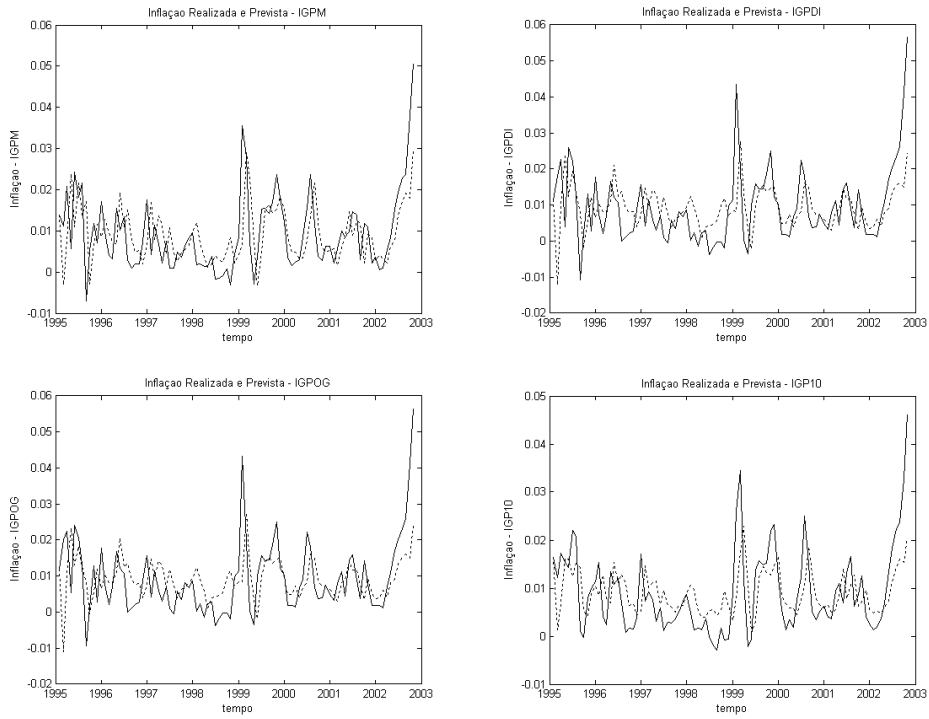 Inflaçao Realizada e Prevista - IGPM
0.06
0.05
0.04
0.03
0.02
0.01
0
-0.01
Inflaçao - IGPM
1995 1996 1997 1998 1999 2000 2001 2002 2003
tempo
Inflaçao Realizada e Prevista - IGPDI
0.06
0.05
0.04
0.03
0.02
0.01
0
-0.01
-0.02
Inflaçao - IGPDI
1995 1996 1997 1998 1999 2000 2001 2002 2003
tempo
Inflaçao Realizada e Prevista - IGPOG
0.06
0.05
0.04
0.03
0.02
0.01
0
-0.01
-0.02
Inflaçao - IGPOG
1995 1996 1997 1998 1999 2000 2001 2002 2003
tempo
Inflaçao Realizada e Prevista - IGP10
0.05
0.04
0.03
0.02
0.01
0
-0.01
Inflaçao - IGP10
1995 1996 1997 1998 1999 2000 2001 2002 2003
tempo